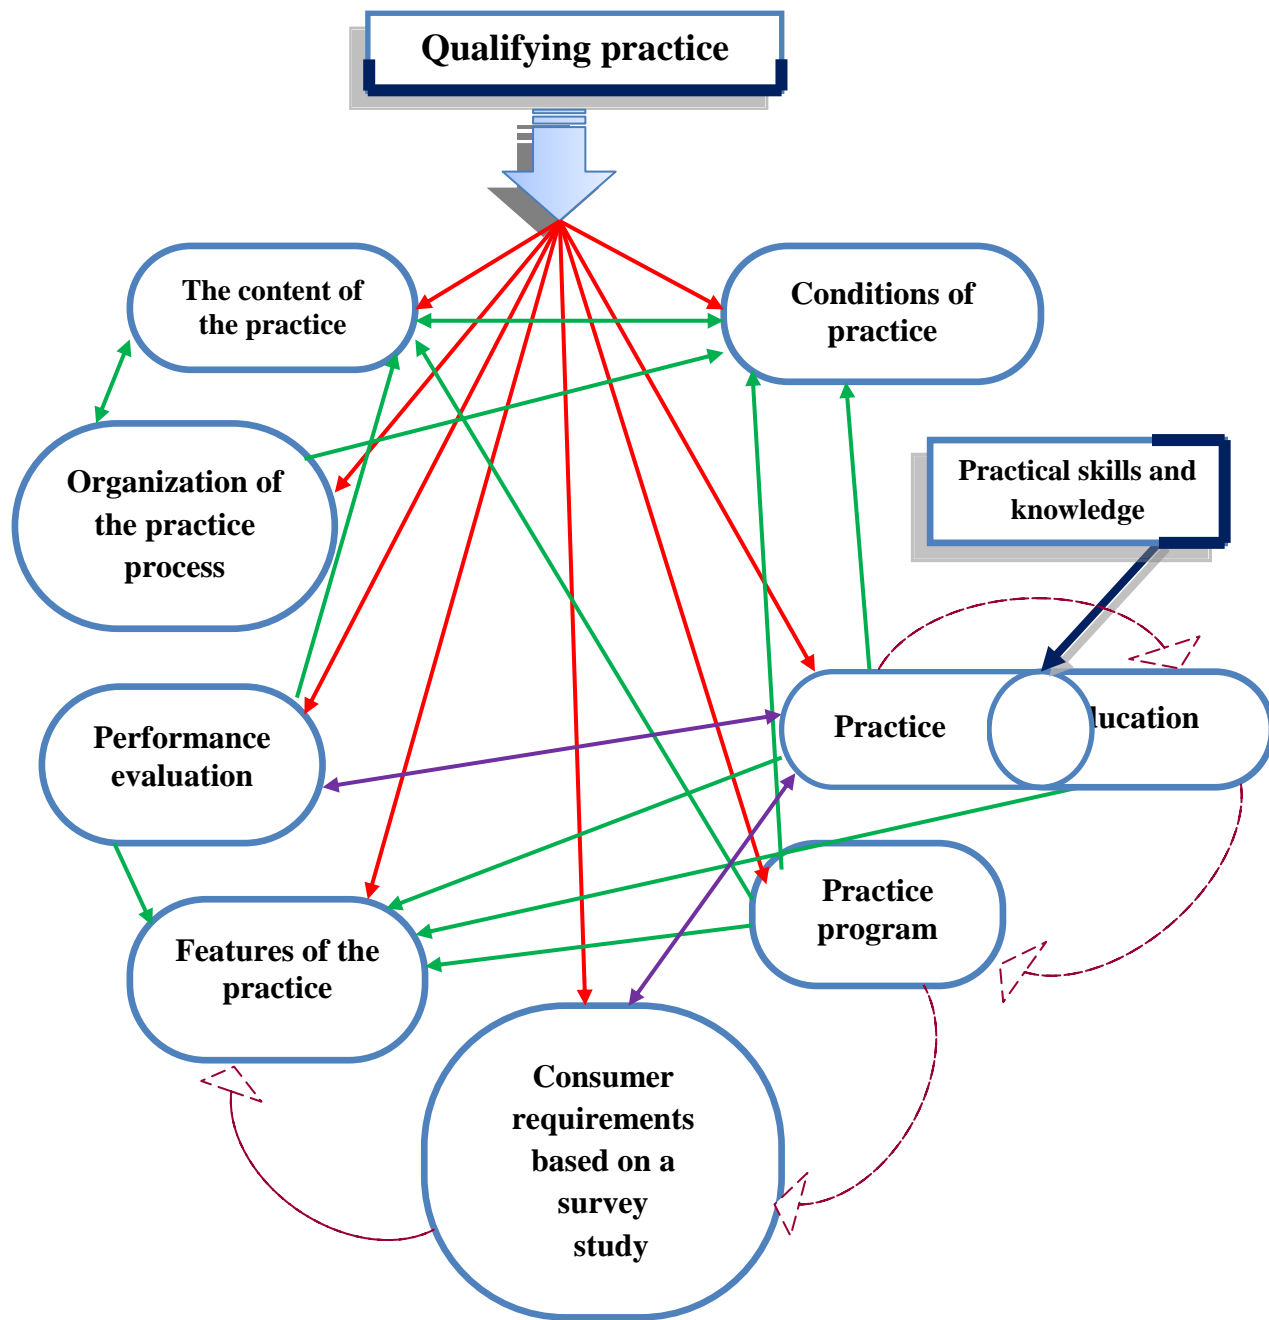 Qualifying practice
The content of
the practice
Conditions of
practice
Organization of
the practice
process
Practical skills and
knowledge
Performance
evaluation
Practice
Practice
program
Features of the
practice
Consumer
requirements
based on a
survey
study